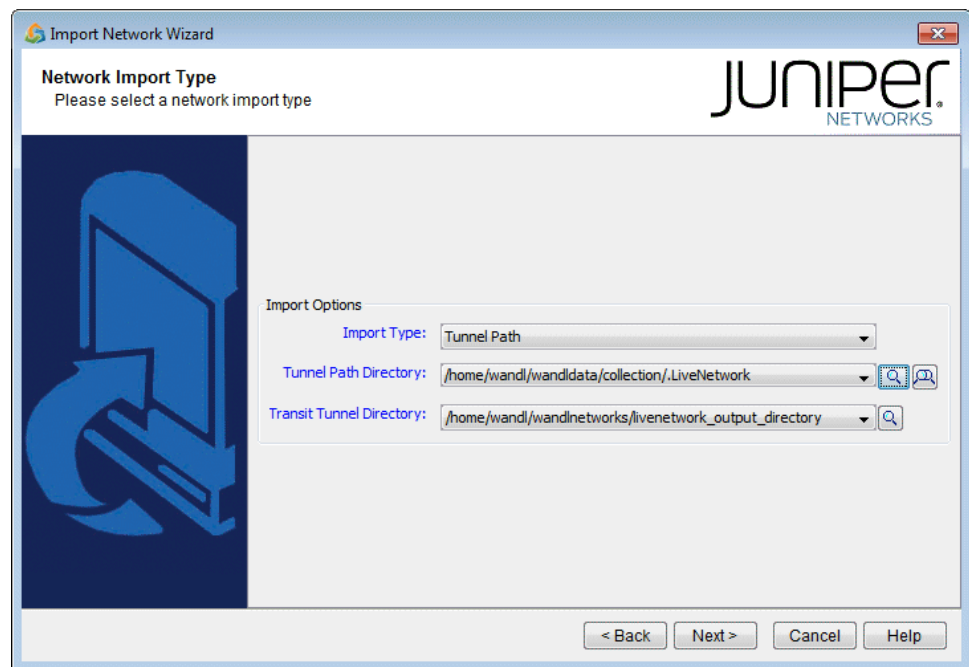 Import Network Wizard
Network Import Type
Please select a network import type
JUNIPER
NETWORKS
Import Options
Import Type:
Tunnel Path
Tunnel Path Directory:
/home/wandl/wandldata/collection/.LiveNetwork
Transit Tunnel Directory:
/home/wandl/wandlnetworks/livenetwork_output_directory
< Back
Next >
Cancel
Help